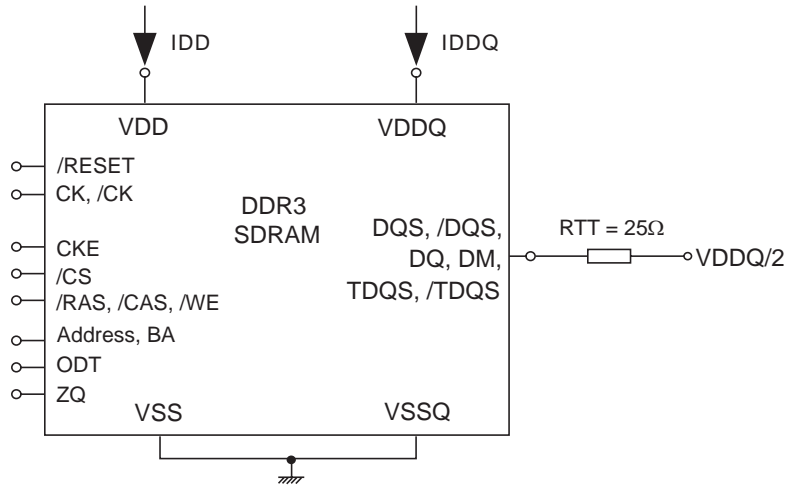 IDD
IDDQ
VDD
VDDQ
/RESET
CK, /CK
CKE
/CS
/RAS, /CAS, /WE
Address, BA
ODT
ZQ
DDR3
SDRAM
DQS, /DQS,
DQ, DM,
TDQS, /TDQS
RTT = 25Ω
VDDQ/2
VSS
VSSQ